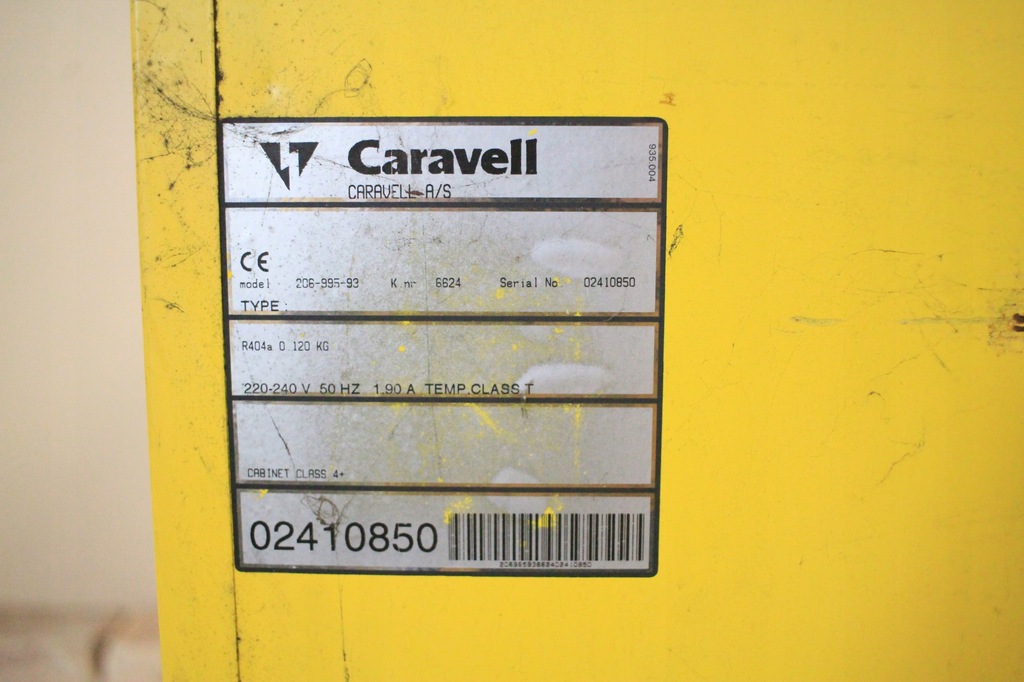 Caravell
CARAVELL A/S
935.004
CE
model 206-995-93 K.nr 6624 Serial No. 02410850
TYPE :
R404a 0.120 KG
220-240 V 50 HZ 1.90 A TEMP.CLASS T
CABINET CLASS 4+
02410850